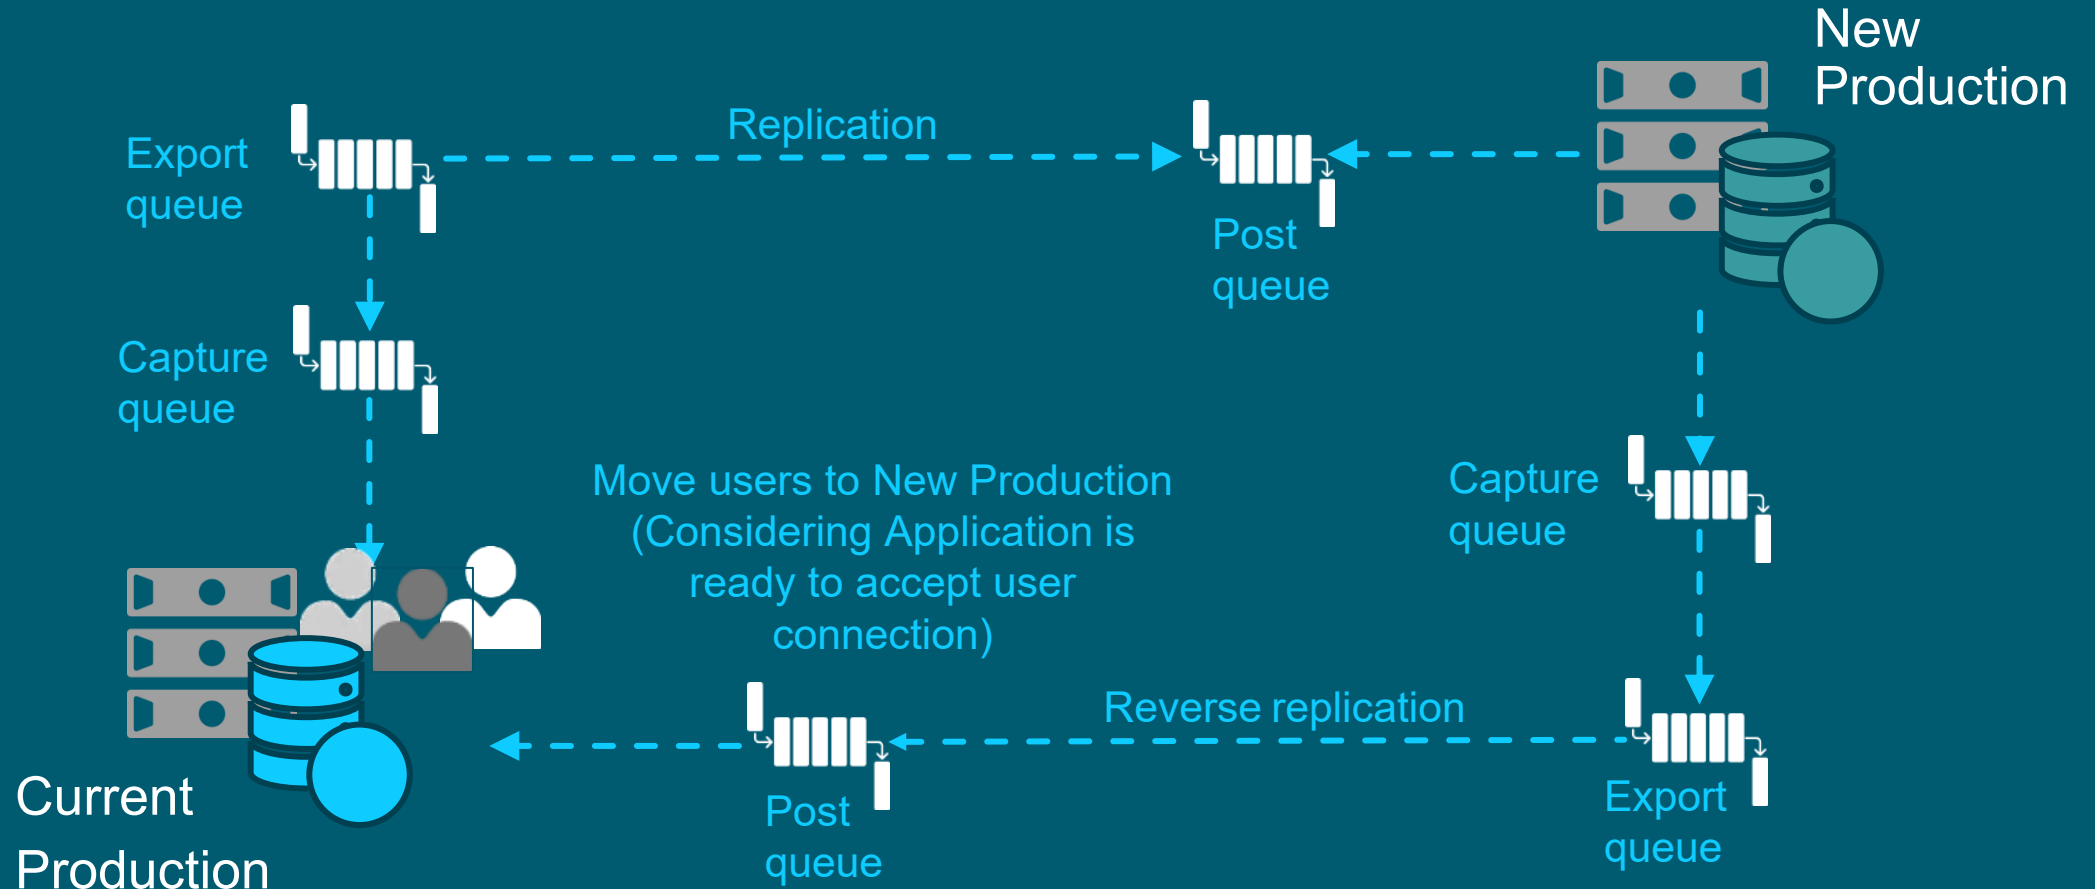 New
Production
Replication
Export
queue
Post
queue
Capture
queue
Move users to New Production
(Considering Application is
ready to accept user
connection)
Capture
queue
Reverse replication
Current
Production
Post
queue
Export
queue